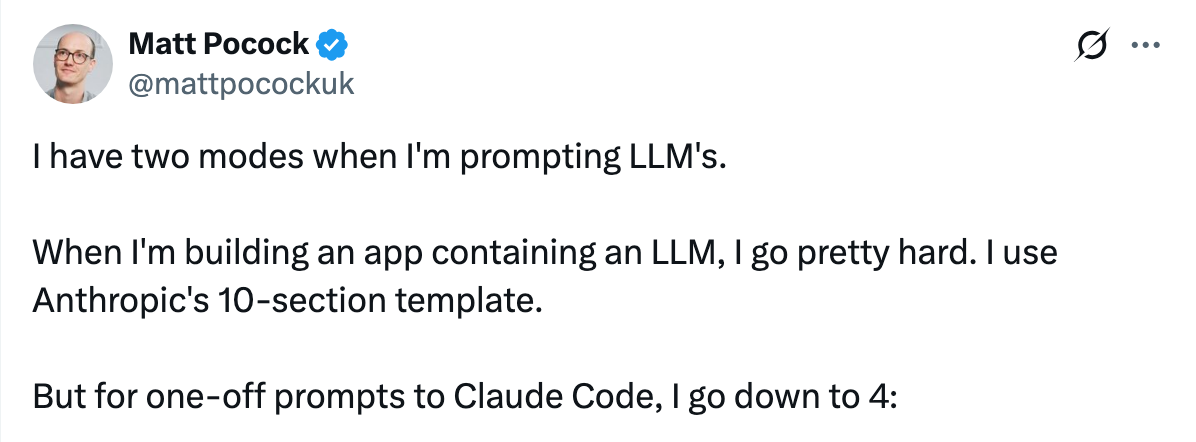 Matt Pocock
@mattpocockuk
I have two modes when I'm prompting LLM's.
When I'm building an app containing an LLM, I go pretty hard. I use
Anthropic's 10-section template.
But for one-off prompts to Claude Code, I go down to 4: